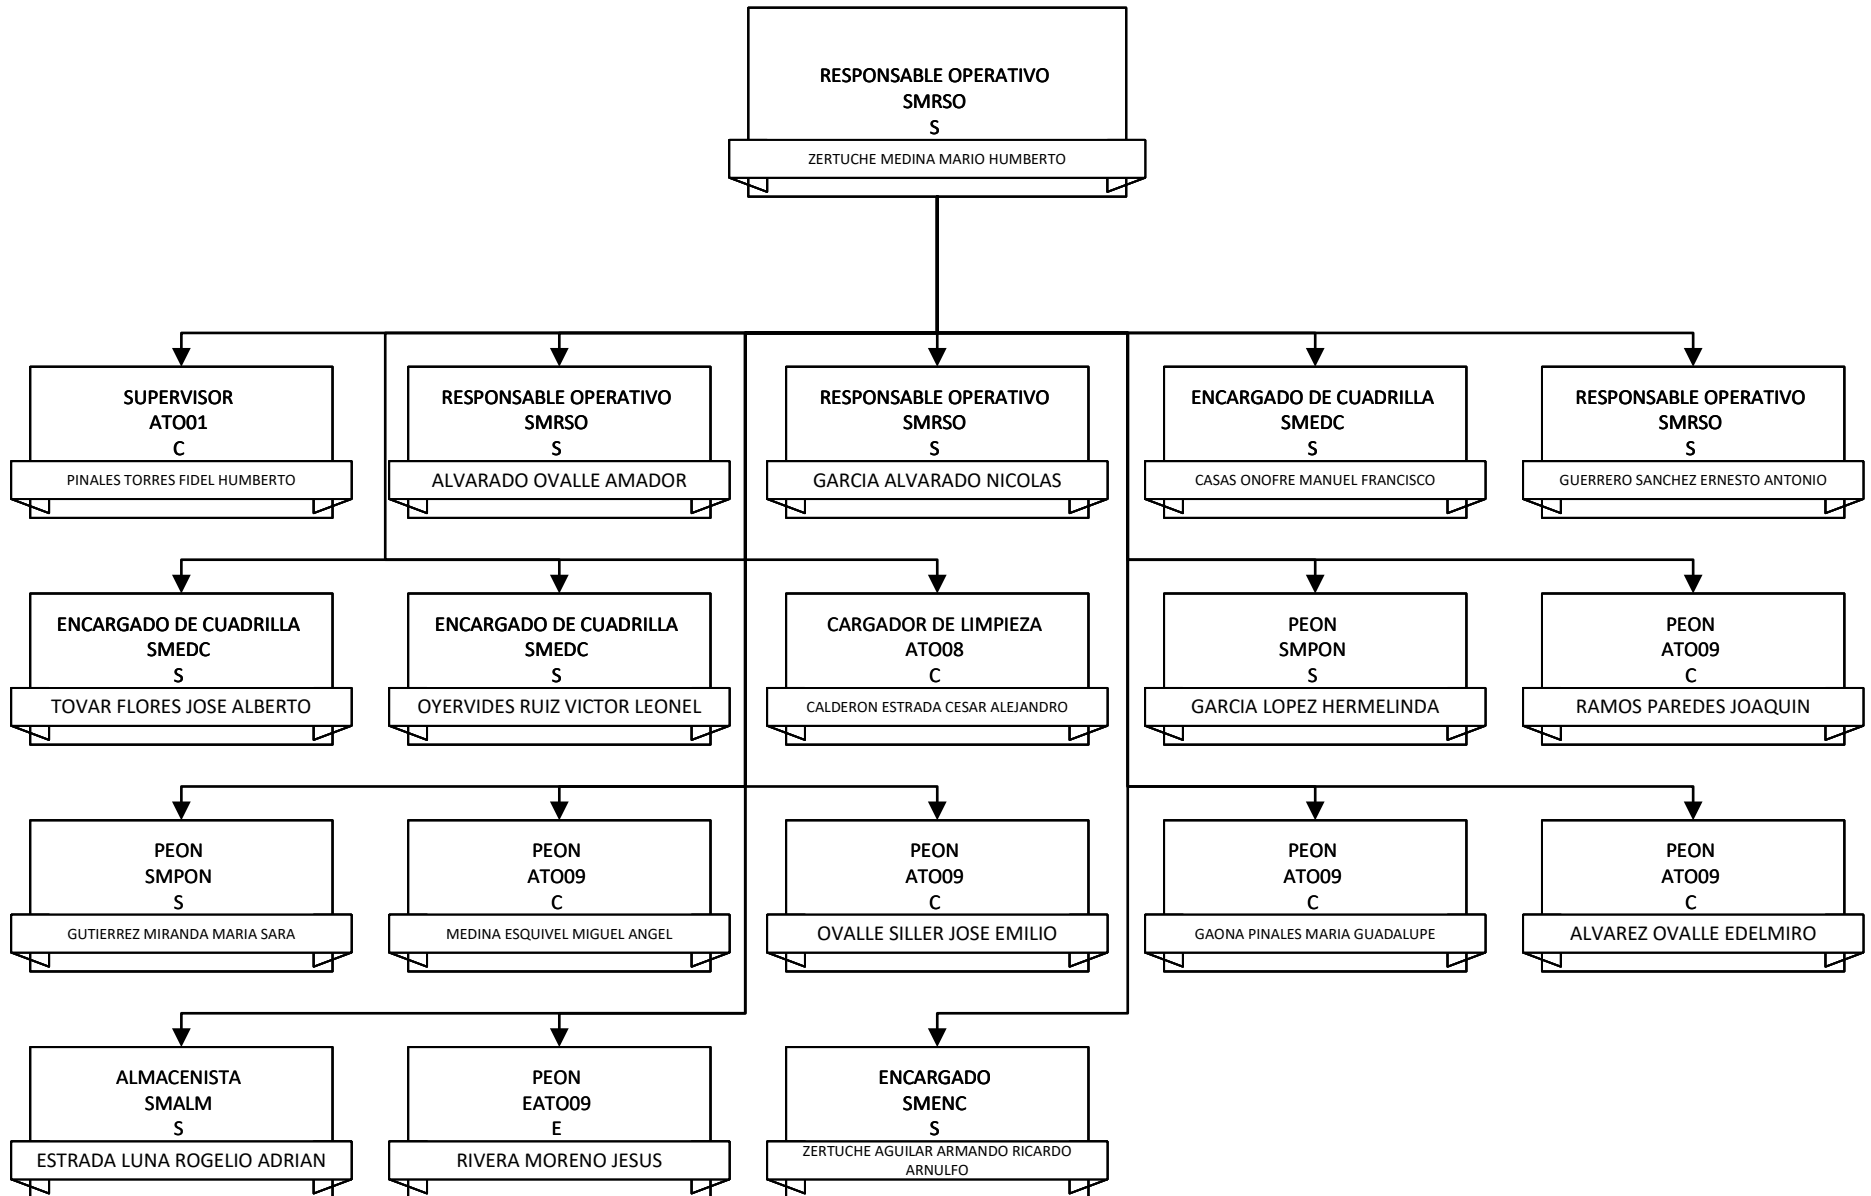 RESPONSABLE OPERATIVO
SMRSO
S
ZERTUCHE MEDINA MARIO HUMBERTO
SUPERVISOR
ATO01
C
PINALES TORRES FIDEL HUMBERTO
RESPONSABLE OPERATIVO
SMRSO
S
ALVARADO OVALLE AMADOR
RESPONSABLE OPERATIVO
SMRSO
S
GARCIA ALVARADO NICOLAS
ENCARGADO DE CUADRILLA
SMEDC
S
CASAS ONOFRE MANUEL FRANCISCO
RESPONSABLE OPERATIVO
SMRSO
S
GUERRERO SANCHEZ ERNESTO ANTONIO
ENCARGADO DE CUADRILLA
SMEDC
S
TOVAR FLORES JOSE ALBERTO
ENCARGADO DE CUADRILLA
SMEDC
S
OYERVIDES RUIZ VICTOR LEONEL
CARGADOR DE LIMPIEZA
ATO08
C
CALDERON ESTRADA CESAR ALEJANDRO
PEON
SMPON
S
GARCIA LOPEZ HERMELINDA
PEON
ATO09
C
RAMOS PAREDES JOAQUIN
PEON
SMPON
S
GUTIERREZ MIRANDA MARIA SARA
PEON
ATO09
C
MEDINA ESQUIVEL MIGUEL ANGEL
PEON
ATO09
C
OVALLE SILLER JOSE EMILIO
PEON
ATO09
C
GAONA PINALES MARIA GUADALUPE
PEON
ATO09
C
ALVAREZ OVALLE EDELMIRO
ALMACENISTA
SMALM
S
ESTRADA LUNA ROGELIO ADRIAN
PEON
EATO09
E
RIVERA MORENO JESUS
ENCARGADO
SMENC
S
ZERTUCHE AGUILAR ARMANDO RICARDO
ARNULFO